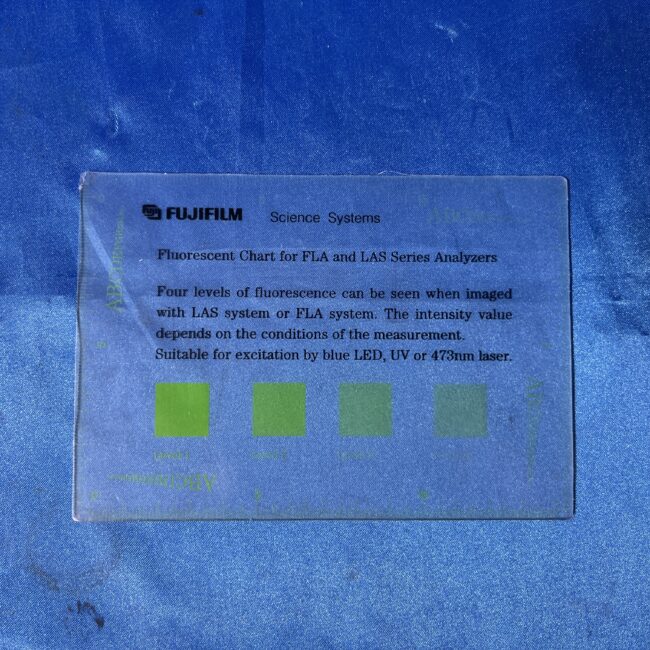 FUJIFILM Science Systems
Fluorescent Chart for FLA and LAS Series Analyzers
Four levels of fluorescence can be seen when imaged
with LAS system or FLA system. The intensity value
depends on the conditions of the measurement.
Suitable for excitation by blue LED, UV or 473nm laser.